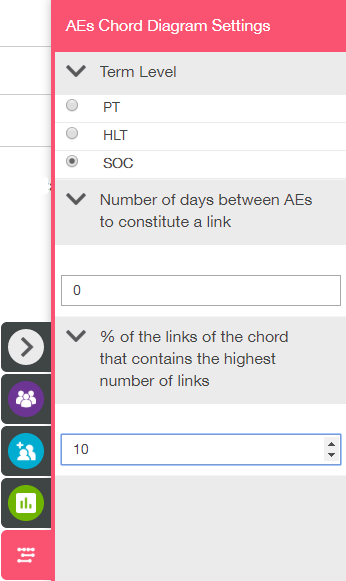 AEs Chord Diagram Settings
Term Level
PT
HLT
SOC
Number of days between AEs
to constitute a link
0
% of the links of the chord
that contains the highest
number of links
10